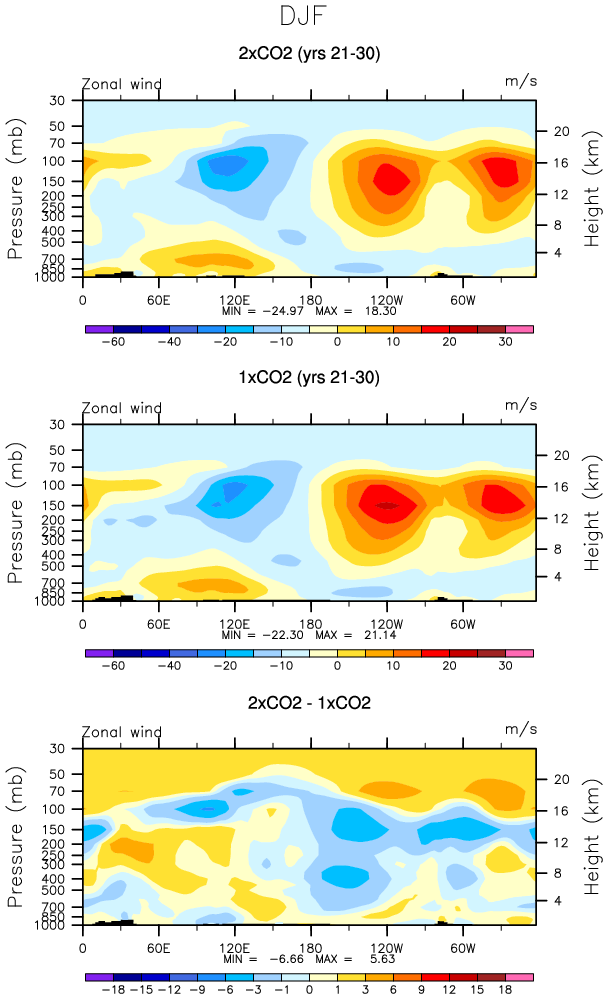 DJF
2xCO2 (yrs 21-30)
Zonal wind m/s
Pressure (mb)
30
50
70
100
150
200
250
300
400
500
700
850
1000
20
16
12
8
4
Height (km)
0 60E 120E 180 120W 60W
MIN = -24.97 MAX = 18.30
-60 -40 -20 -10 0 10 20 30
1xCO2 (yrs 21-30)
Zonal wind m/s
Pressure (mb)
30
50
70
100
150
200
250
300
400
500
700
850
1000
20
16
12
8
4
Height (km)
0 60E 120E 180 120W 60W
MIN = -22.30 MAX = 21.14
-60 -40 -20 -10 0 10 20 30
2xCO2 - 1xCO2
Zonal wind m/s
Pressure (mb)
30
50
70
100
150
200
250
300
400
500
700
850
1000
20
16
12
8
4
Height (km)
0 60E 120E 180 120W 60W
MIN = -6.66 MAX = 5.63
-18 -15 -12 -9 -6 -3 -1 0 1 3 6 9 12 15 18